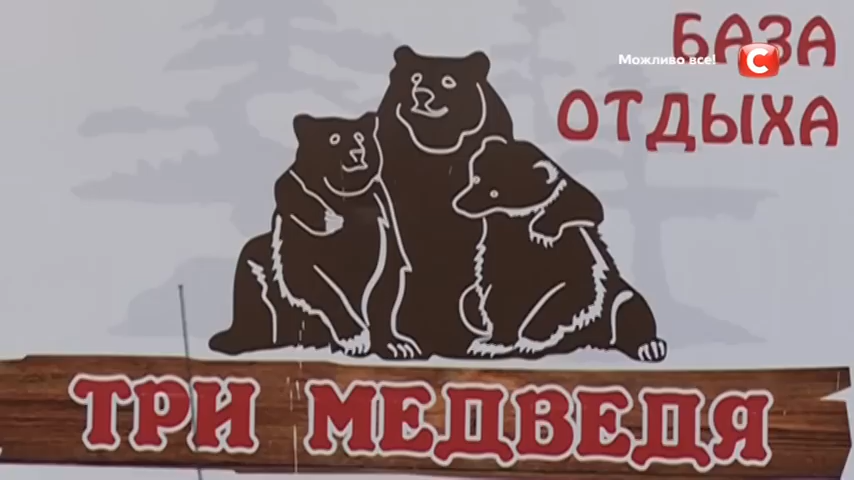 БАЗА
Можливо все!
С
ОТДЫХА
ТРИ МЕДВЕДЯ